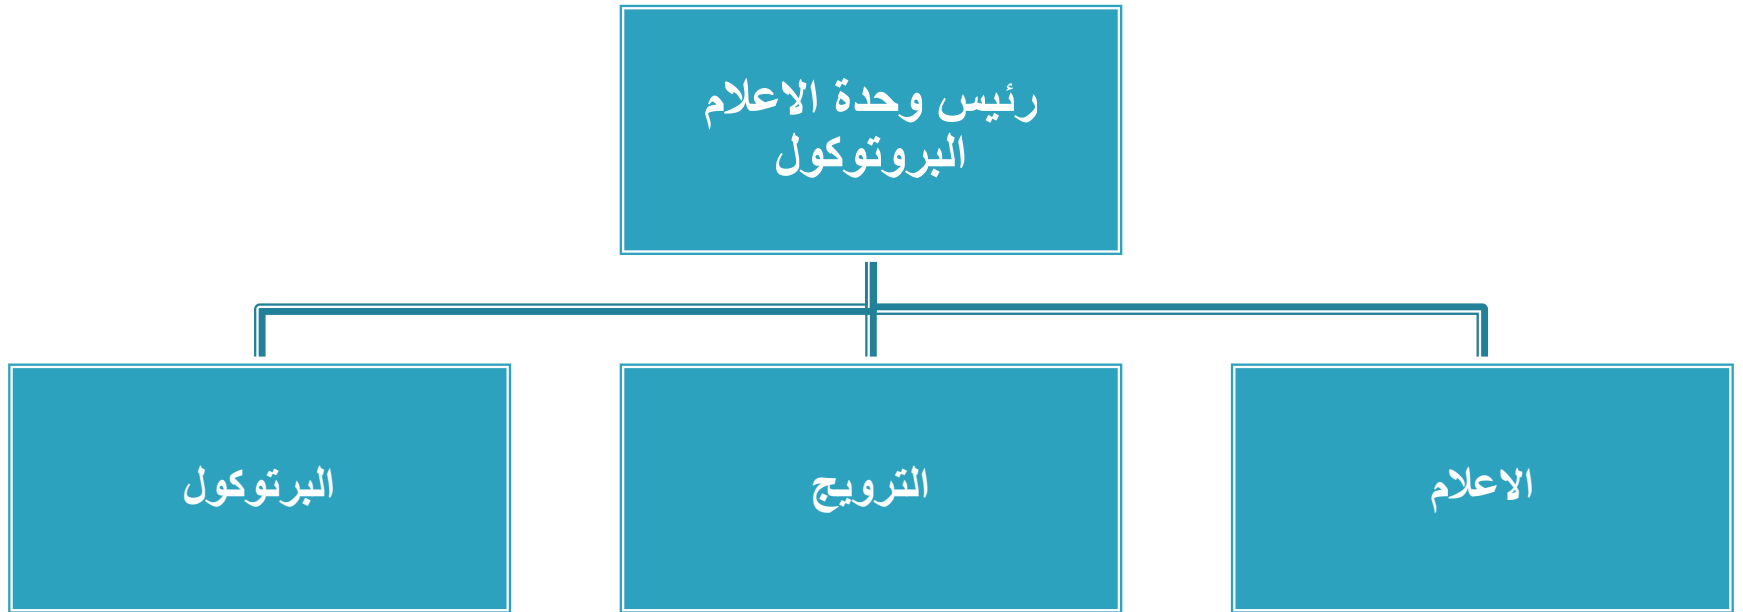 رئيس وحدة الاعلام
البروتوكول
الاعلام
الترويج
البرتوكول